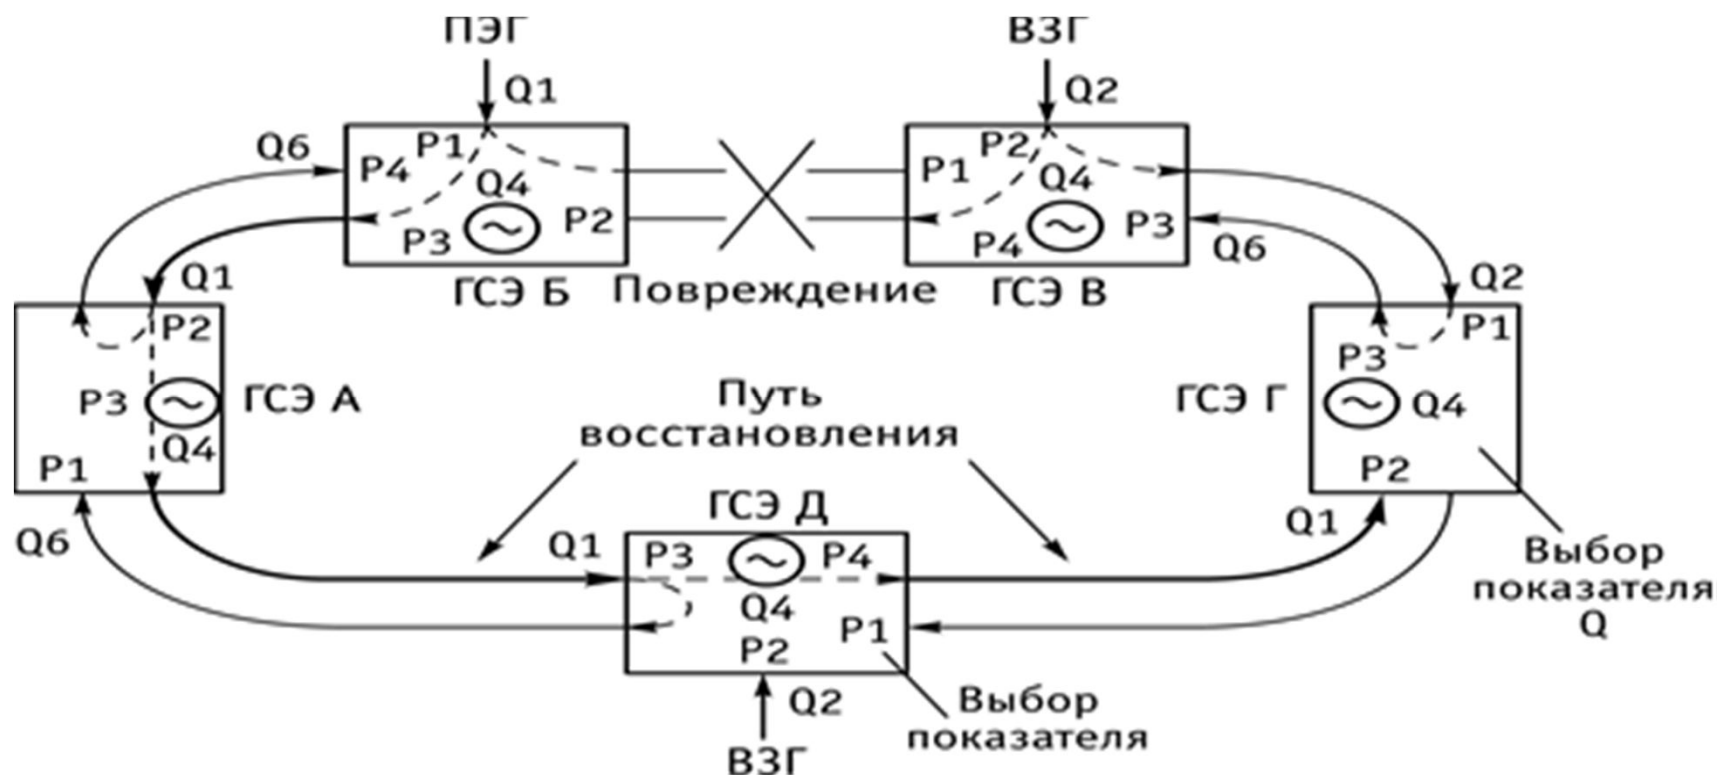 ПЭГ
ВЗГ
Q1
Q2
Q6
P4
P1
Q4
P3
P2
ГСЭ Б
Повреждение
P1
P2
Q4
P4
P3
ГСЭ В
Q6
Q1
P2
P3
Q4
P1
ГСЭ А
Q6
Путь
восстановления
Q2
P1
P3
Q4
P2
ГСЭ Г
Q1
Выбор
показателя
Q
ГСЭ Д
Q1
P3
P4
Q4
P1
P2
Q2
ВЗГ
Выбор
показателя